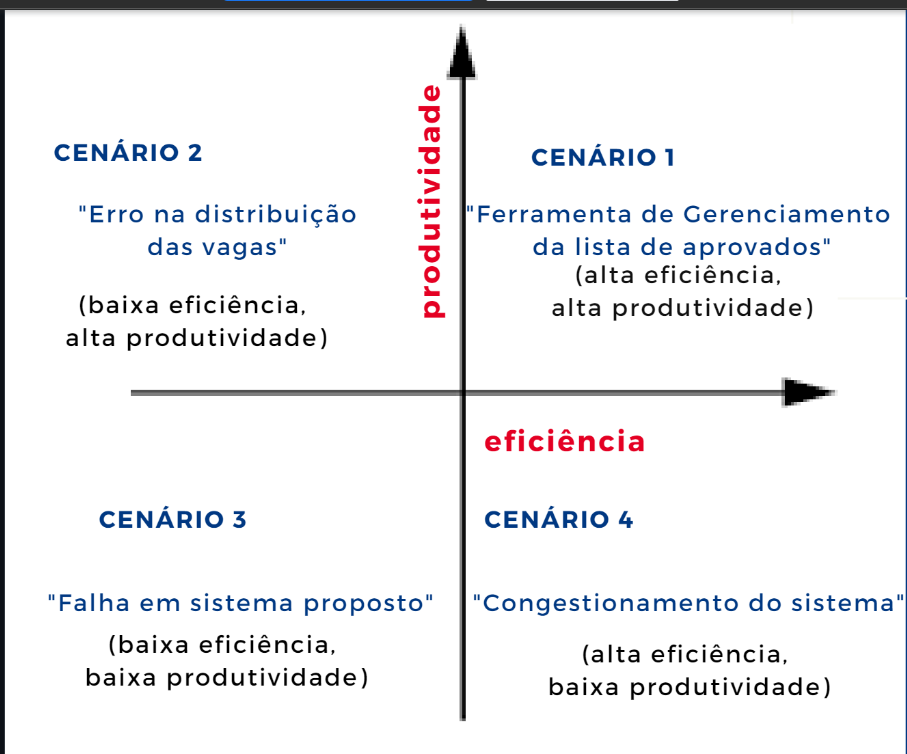 produtividade
CENÁRIO 2
"Erro na distribuição
das vagas"
(baixa eficiência,
alta produtividade)
CENÁRIO 1
"Ferramenta de Gerenciamento
da lista de aprovados"
(alta eficiência,
alta produtividade)
eficiência
CENÁRIO 3
"Falha em sistema proposto"
(baixa eficiência,
baixa produtividade)
CENÁRIO 4
"Congestionamento do sistema"
(alta eficiência,
baixa produtividade)